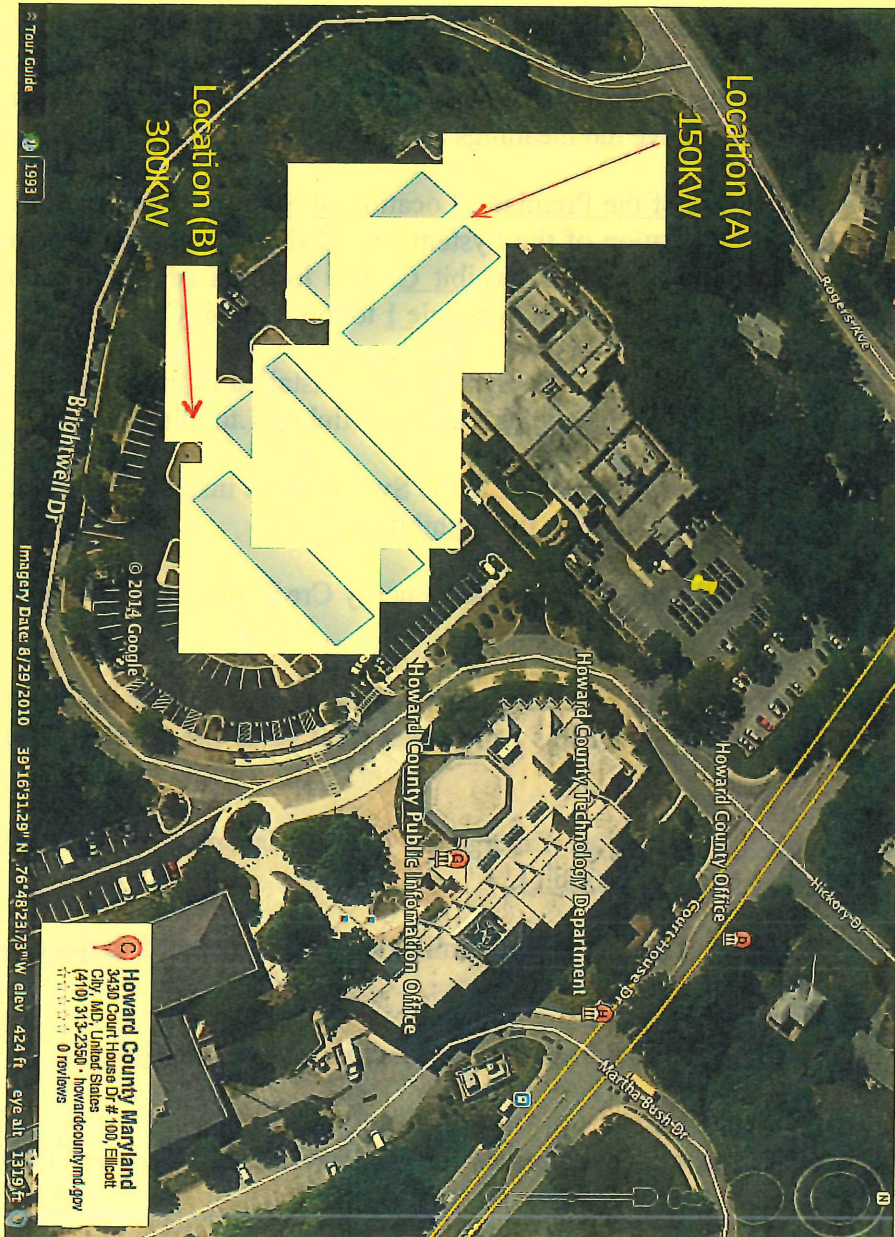 N
Rogers Ave
Hickory Dr
Location (A)
150KW
Howard County Office
D
Court House Dr
Martha Bush Dr
H
Howard County Technology Department
G
Howard County Public Infomation Office
Location (B)
300KW
© 2014 Google
Brightwell Dr
C
Howard County Maryland
3430 Court House Dr # 100, Ellicott
City, MD, United States
(410) 313-2350 · howardcountymd.gov
0 reviews
Tour Guide
1993
Imagery Date: 8/29/2010 39°16'31.29" N 76°48'23.73" W elev 424 ft eye alt 1319 ft